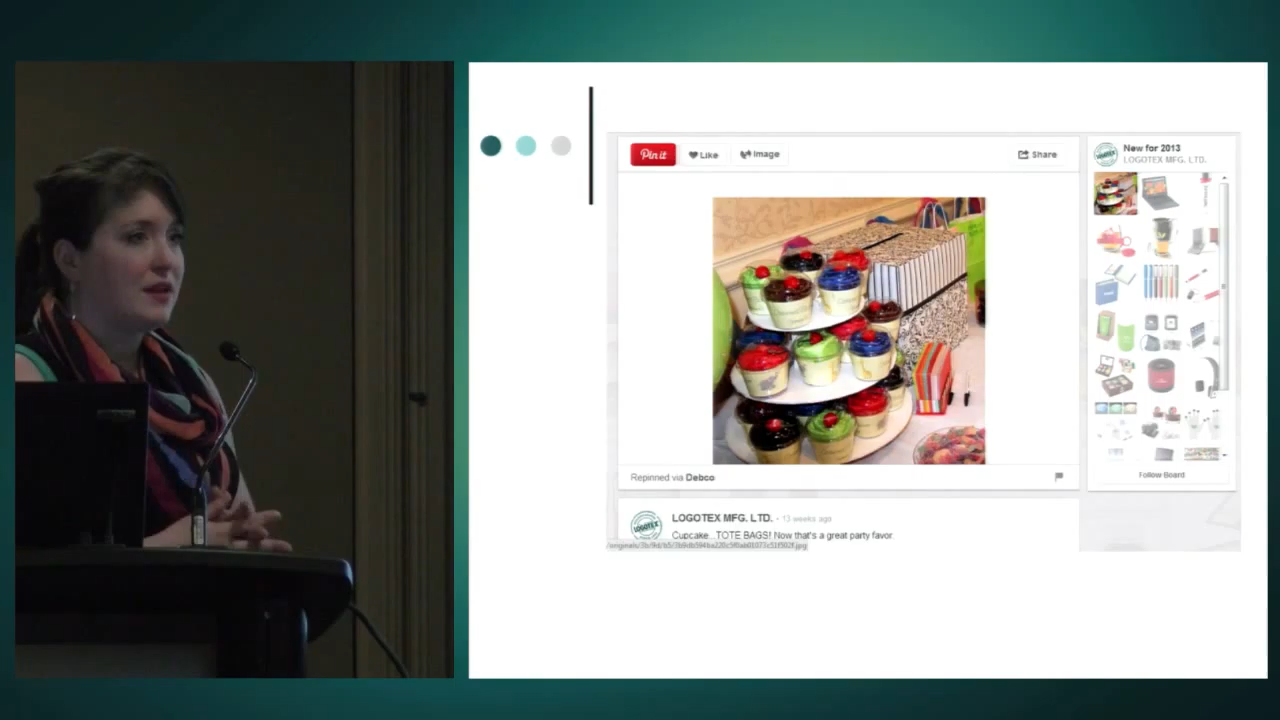 Pin it
Like
Image
Share
New for 2013
LOGOTEX MFG. LTD.
Repinned via Debco
Follow Board
LOGOTEX
LOGOTEX MFG. LTD. • 13 weeks ago
Cupcake...TOTE BAGS! Now that's a great party favor.